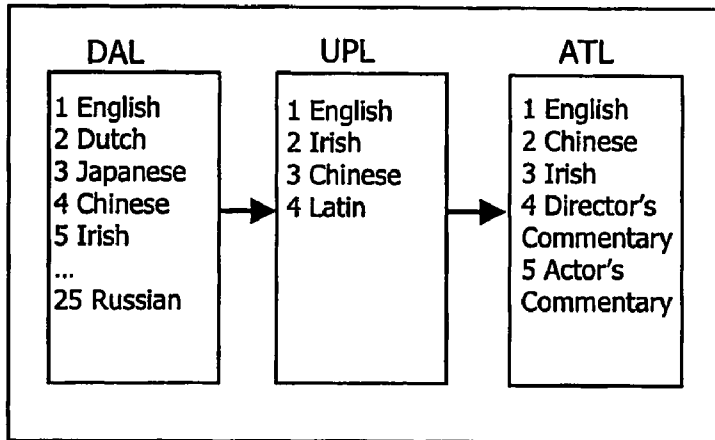 DAL
1 English
2 Dutch
3 Japanese
4 Chinese
5 Irish
...
25 Russian
UPL
1 English
2 Irish
3 Chinese
4 Latin
ATL
1 English
2 Chinese
3 Irish
4 Director's
Commentary
5 Actor's
Commentary